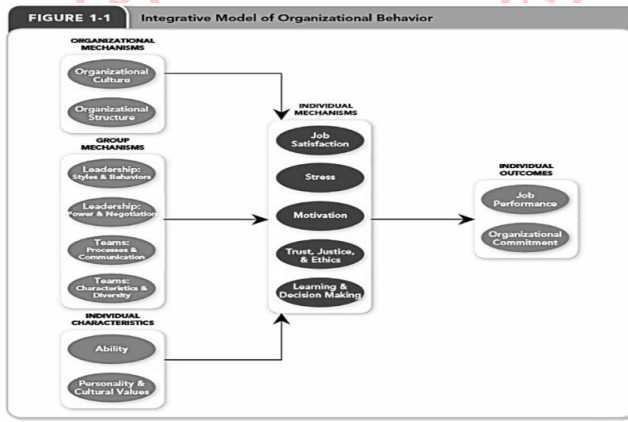 FIGURE 1-1
Integrative Model of Organizational Behavior
ORGANIZATIONAL
MECHANISMS
Organizational
Culture
Organizational
Structure
GROUP
MECHANISMS
Leadership:
Styles & Behaviors
Leadership:
Power & Negotiation
Teams:
Processes &
Communication
Teams:
Characteristics &
Diversity
INDIVIDUAL
CHARACTERISTICS
Ability
Personality &
Cultural Values
INDIVIDUAL
MECHANISMS
Job
Satisfaction
Stress
Motivation
Trust, Justice,
& Ethics
Learning &
Decision Making
INDIVIDUAL
OUTCOMES
Job
Performance
Organizational
Commitment